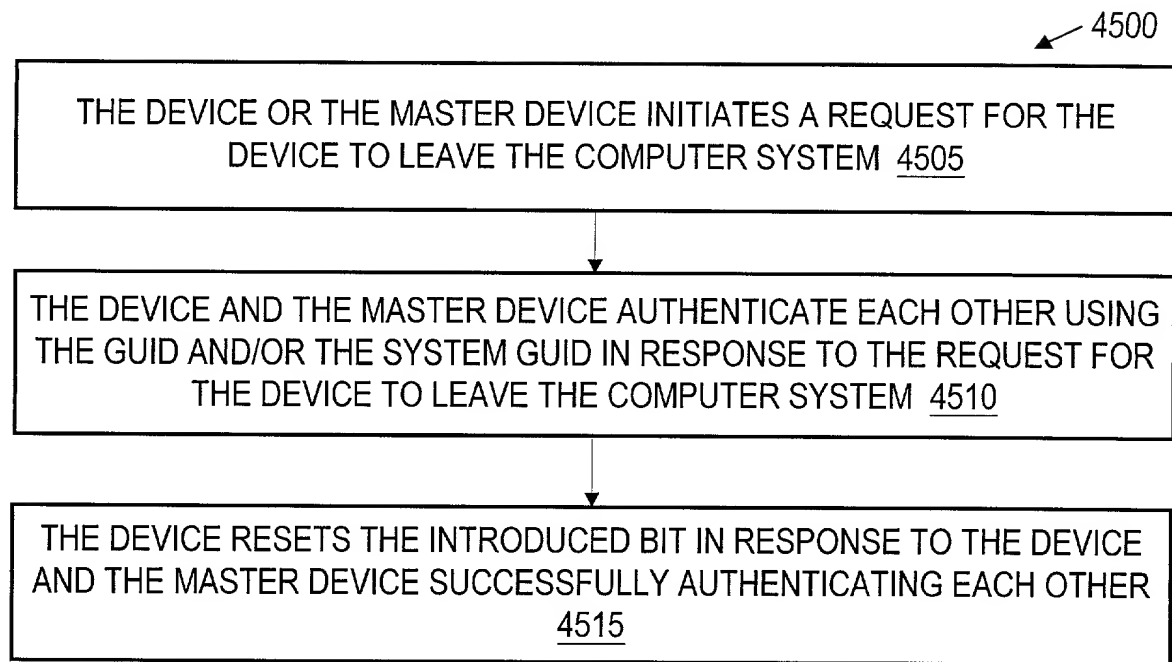 4500
THE DEVICE OR THE MASTER DEVICE INITIATES A REQUEST FOR THE
DEVICE TO LEAVE THE COMPUTER SYSTEM 4505
THE DEVICE AND THE MASTER DEVICE AUTHENTICATE EACH OTHER USING
THE GUID AND/OR THE SYSTEM GUID IN RESPONSE TO THE REQUEST FOR
THE DEVICE TO LEAVE THE COMPUTER SYSTEM 4510
THE DEVICE RESETS THE INTRODUCED BIT IN RESPONSE TO THE DEVICE
AND THE MASTER DEVICE SUCCESSFULLY AUTHENTICATING EACH OTHER
4515